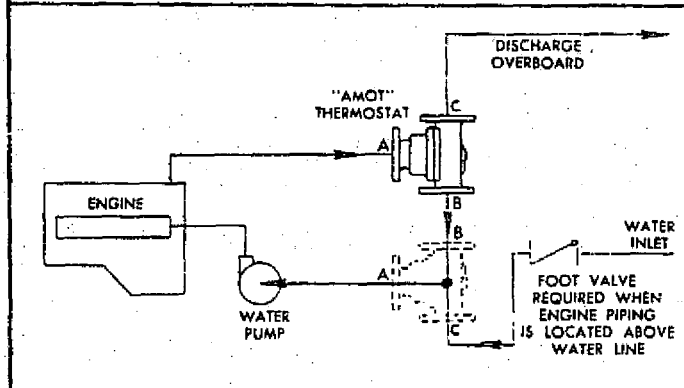 DISCHARGE
OVERBOARD
"AMOT"
THERMOSTAT
C
A
B
ENGINE
B
WATER
INLET
A
WATER
PUMP
C
FOOT VALVE
REQUIRED WHEN
ENGINE PIPING
IS LOCATED ABOVE
WATER LINE